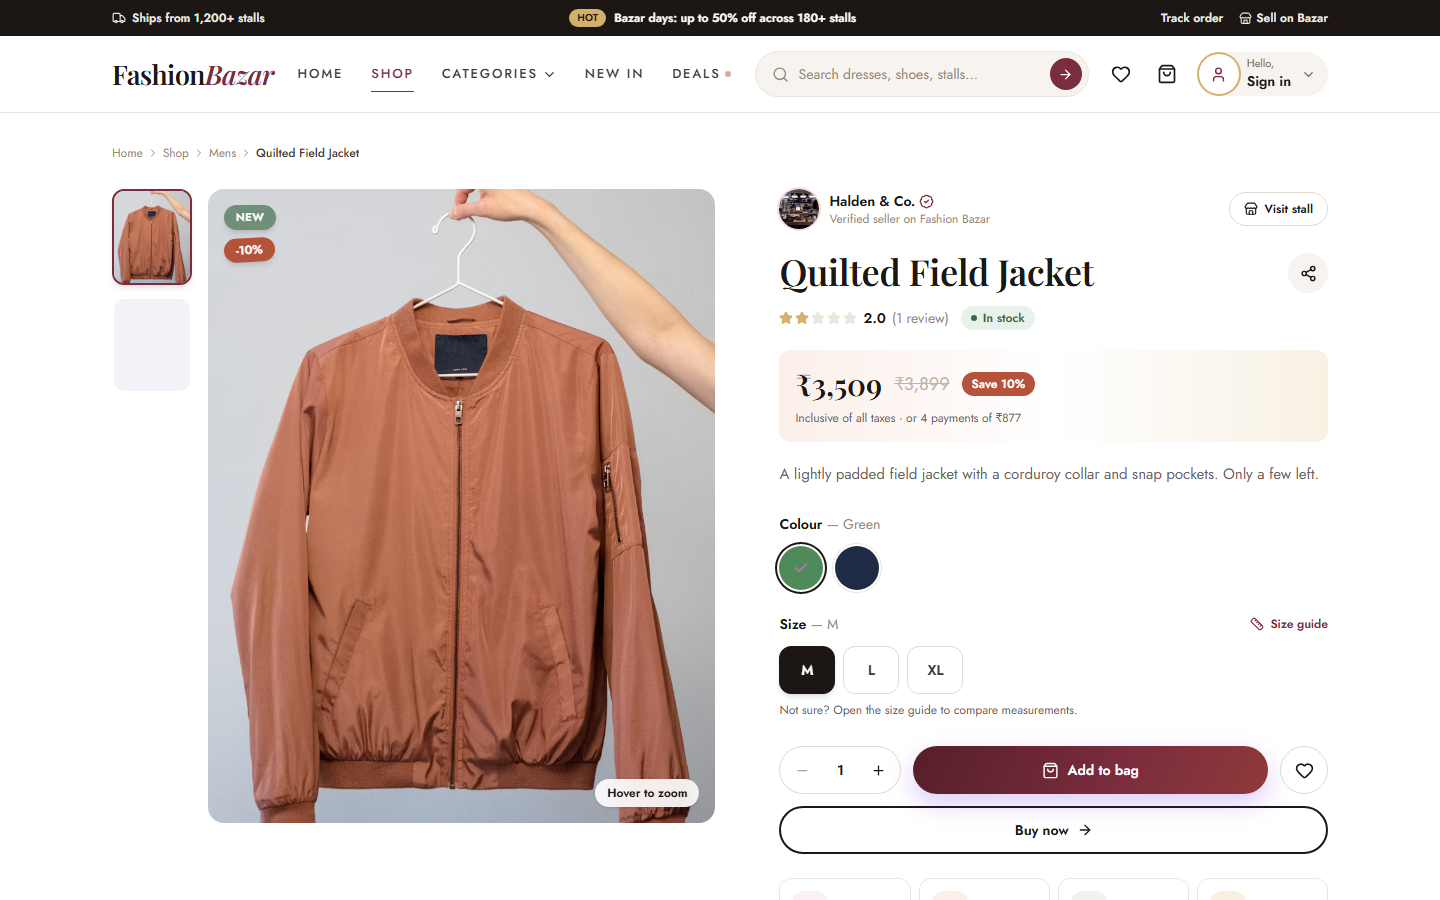 Ships from 1,200+ stalls
HOT Bazar days: up to 50% off across 180+ stalls
Track order
Sell on Bazar
FashionBazar
HOME
SHOP
CATEGORIES
NEW IN
DEALS
Search dresses, shoes, stalls...
Hello,
Sign in
Home
Shop
Mens
Quilted Field Jacket
NEW
-10%
Hover to zoom
Halden & Co.
Verified seller on Fashion Bazar
Visit stall
Quilted Field Jacket
2.0 (1 review)
In stock
₹3,509 ₹3,899 Save 10%
Inclusive of all taxes · or 4 payments of ₹877
A lightly padded field jacket with a corduroy collar and snap pockets. Only a few left.
Colour — Green
Size — M
Size guide
M
L
XL
Not sure? Open the size guide to compare measurements.
1
Add to bag
Buy now